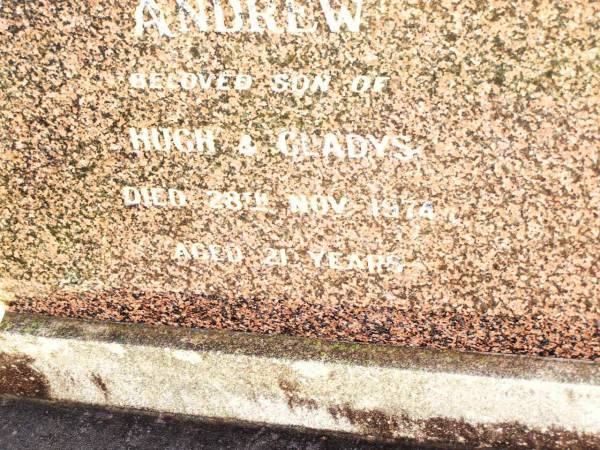 ANDREW
BELOVED SON OF
HUGH & GLADYS
DIED 28TH NOV. 1974
AGED 21 YEARS